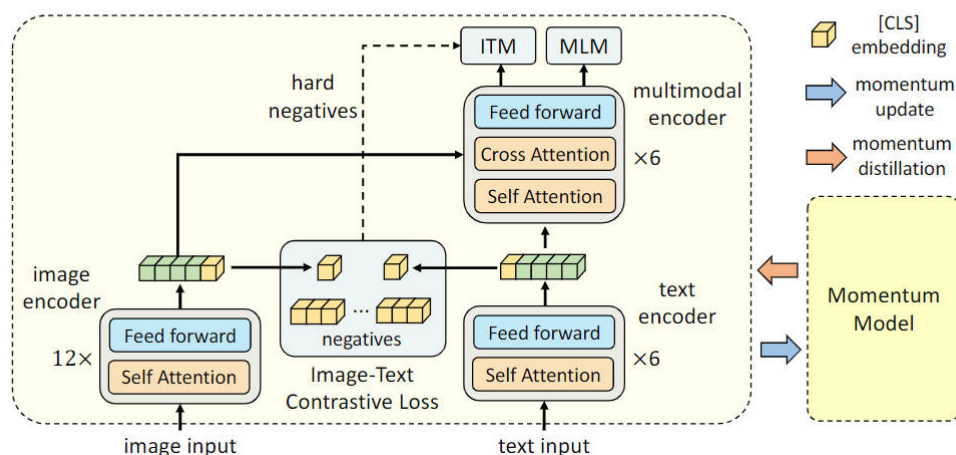 ITM
MLM
hard
negatives
Feed forward
Cross Attention
Self Attention
multimodal
encoder
×6
[CLS]
embedding
momentum
update
momentum
distillation
image
encoder
12×
Feed forward
Self Attention
image input
...
negatives
Image-Text
Contrastive Loss
text
encoder
×6
Feed forward
Self Attention
text input
Momentum
Model